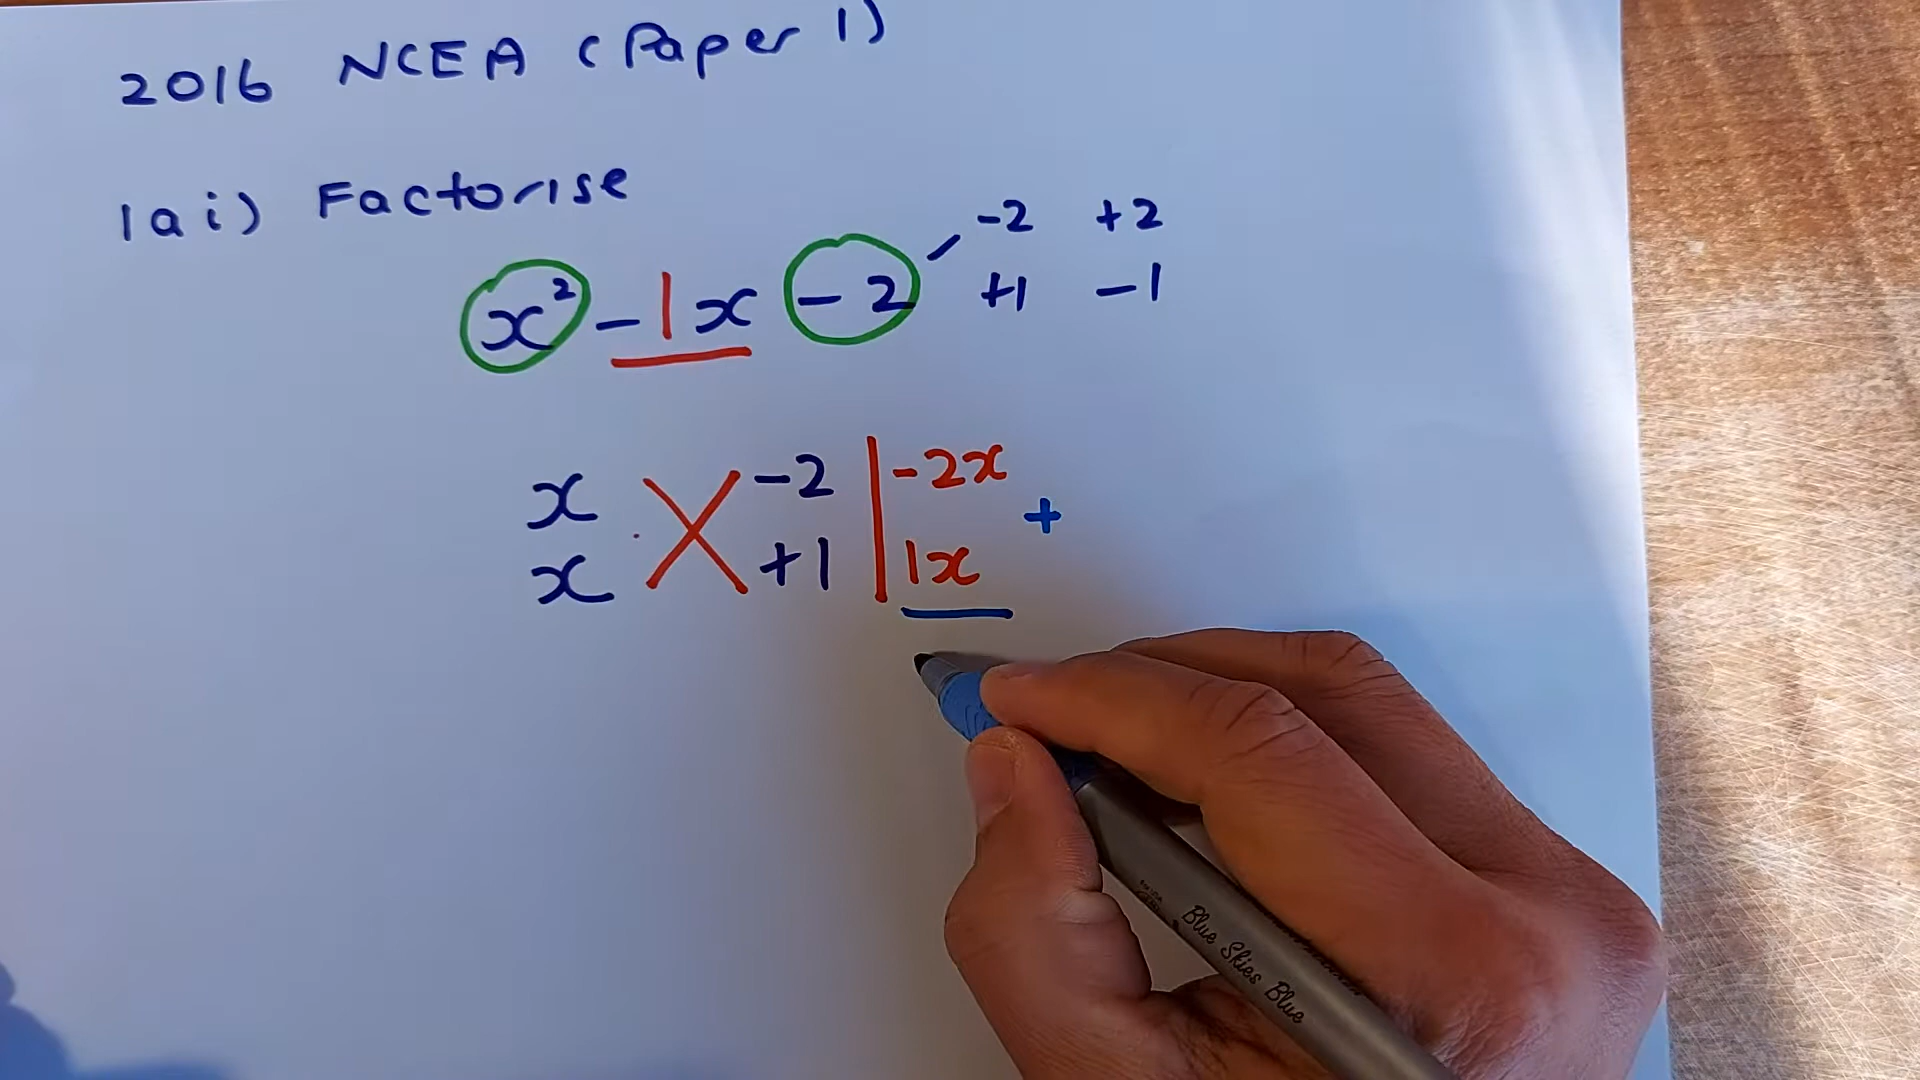 2016 NCEA (Paper 1)
1a i) Factorise
x² -1x -2
-2 +2
+1 -1
x -2 -2x
+
x +1 1x
Blue Skies Blue